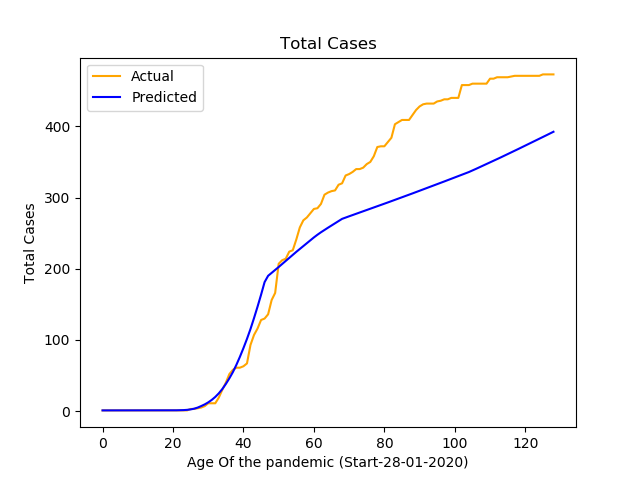 Total Cases
Actual
Predicted
400
300
200
100
0
Total Cases
0 20 40 60 80 100 120
Age Of the pandemic (Start-28-01-2020)